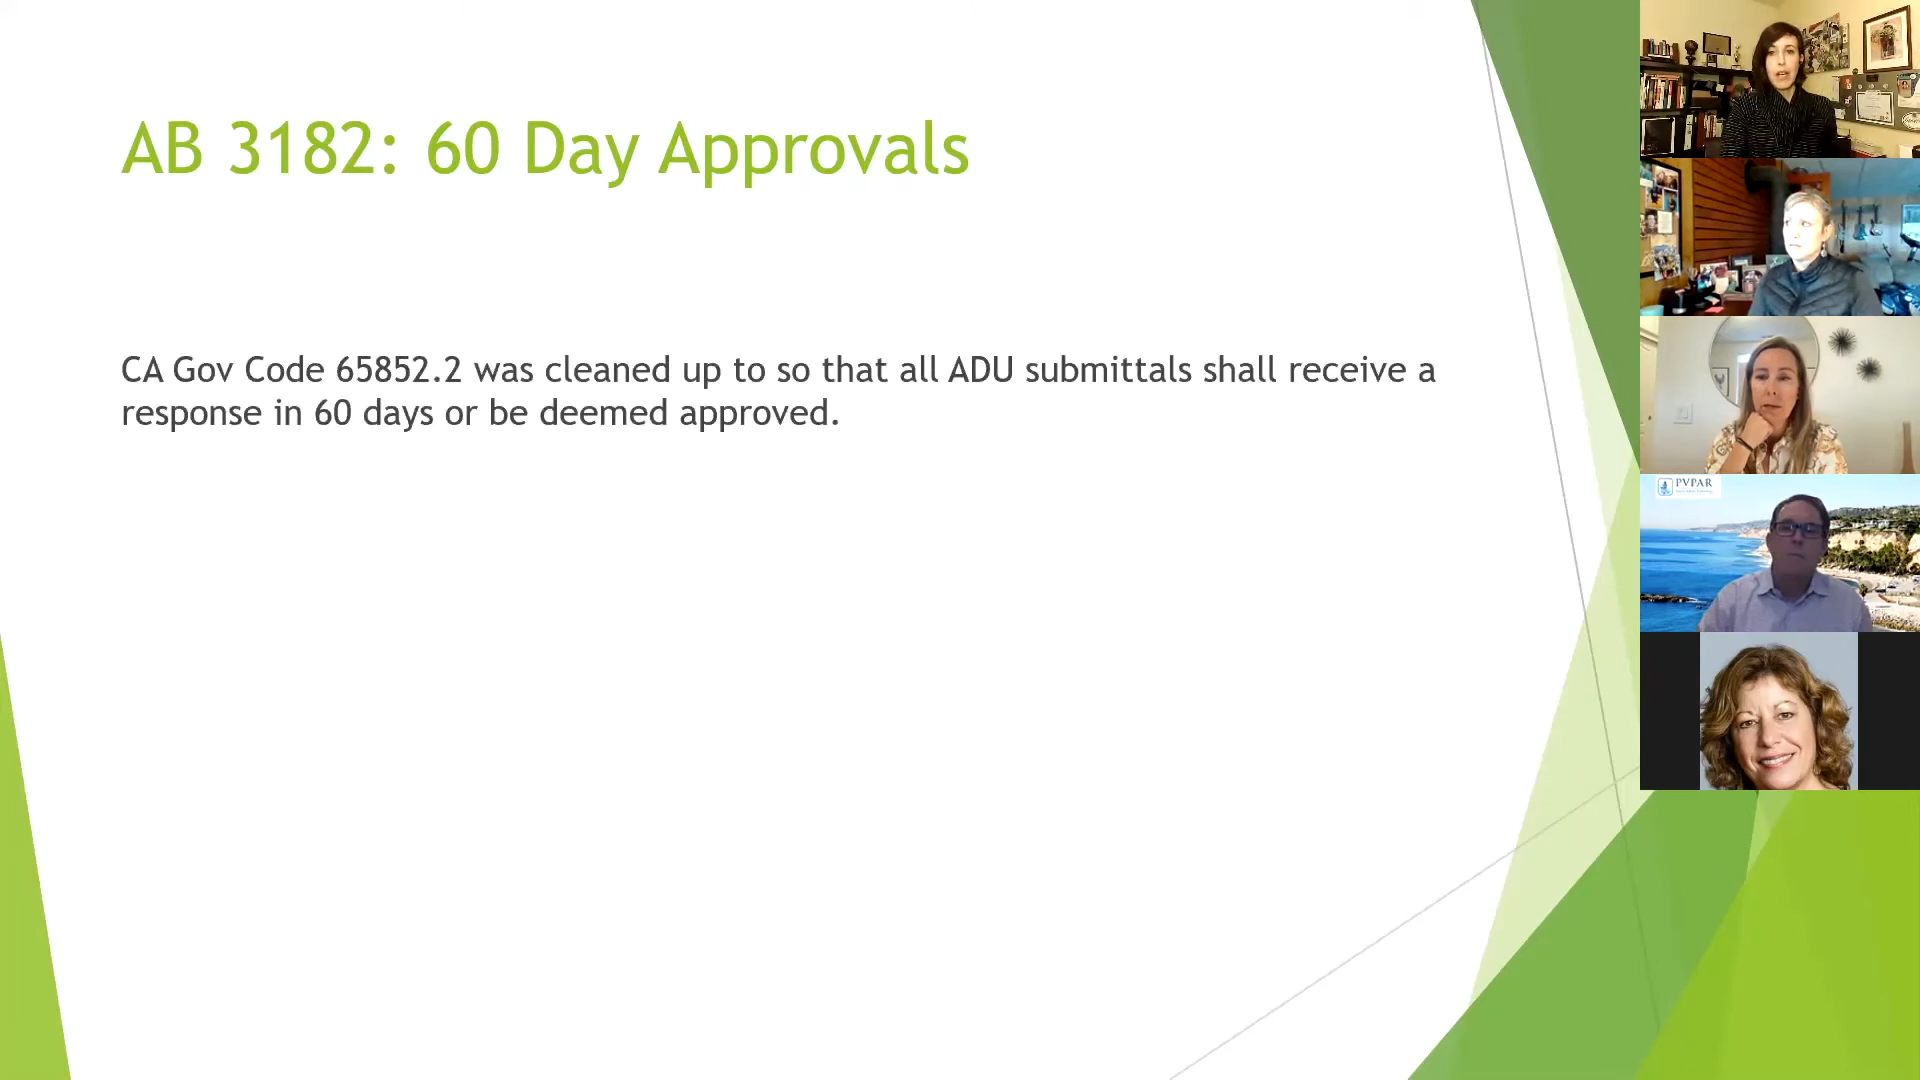 AB 3182: 60 Day Approvals
CA Gov Code 65852.2 was cleaned up to so that all ADU submittals shall receive a
response in 60 days or be deemed approved.
PVPAR